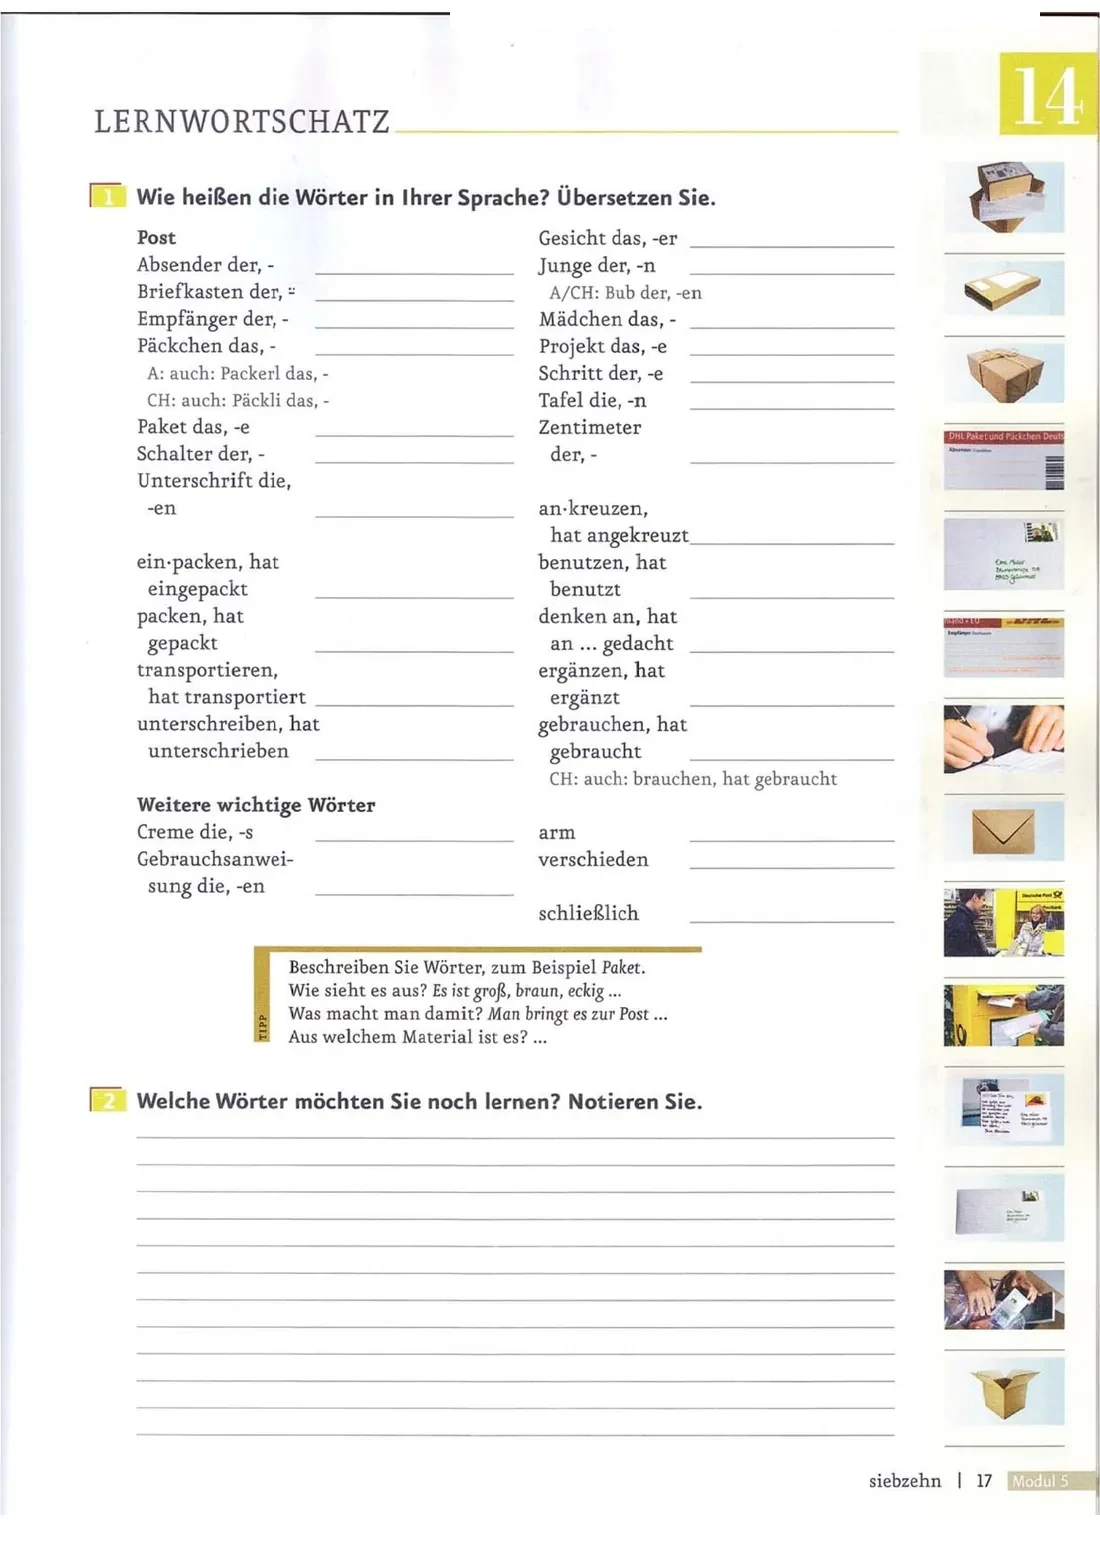 14
LERNWORTSCHATZ
1 Wie heißen die Wörter in Ihrer Sprache? Übersetzen Sie.
Post
Absender der, -
Briefkasten der, ⸚
Empfänger der, -
Päckchen das, -
A: auch: Packerl das, -
CH: auch: Päckli das, -
Paket das, -e
Schalter der, -
Unterschrift die,
-en
ein·packen, hat
eingepackt
packen, hat
gepackt
transportieren,
hat transportiert
unterschreiben, hat
unterschrieben
Weitere wichtige Wörter
Creme die, -s
Gebrauchsanwei-
sung die, -en
Gesicht das, -er
Junge der, -n
A/CH: Bub der, -en
Mädchen das, -
Projekt das, -e
Schritt der, -e
Tafel die, -n
Zentimeter
der, -
an·kreuzen,
hat angekreuzt
benutzen, hat
benutzt
denken an, hat
an ... gedacht
ergänzen, hat
ergänzt
gebrauchen, hat
gebraucht
CH: auch: brauchen, hat gebraucht
arm
verschieden
schließlich
TIPP
Beschreiben Sie Wörter, zum Beispiel Paket.
Wie sieht es aus? Es ist groß, braun, eckig ...
Was macht man damit? Man bringt es zur Post ...
Aus welchem Material ist es? ...
2 Welche Wörter möchten Sie noch lernen? Notieren Sie.
DHL Paket und Päckchen Deuts
Absender
Empfänger
Deutsche Post
Postbank
siebzehn | 17 Modul 5